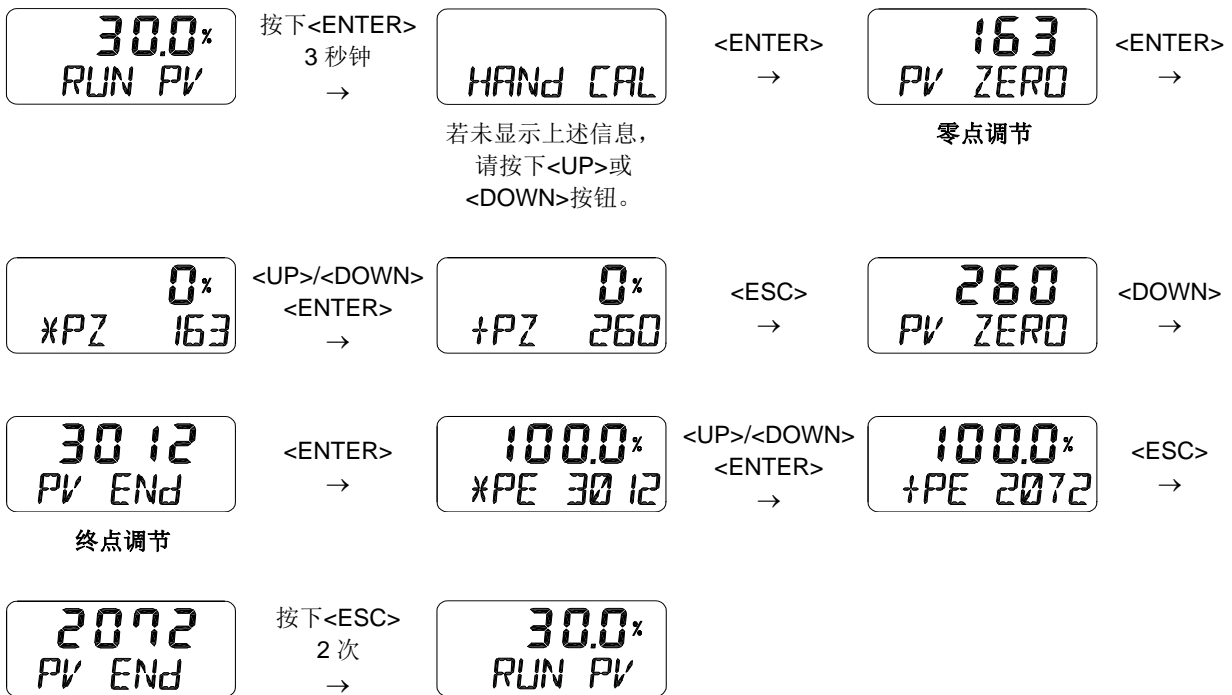 30.0%
RUN PV
按下<ENTER>
3 秒钟
→
HANd CAL
若未显示上述信息，
请按下<UP>或
<DOWN>按钮。
<ENTER>
→
163
PV ZERO
零点调节
<ENTER>
→
0%
*PZ 163
<UP>/<DOWN>
<ENTER>
→
0%
+PZ 260
<ESC>
→
260
PV ZERO
<DOWN>
→
3012
PV ENd
终点调节
<ENTER>
→
100.0%
*PE 3012
<UP>/<DOWN>
<ENTER>
→
100.0%
+PE 2072
<ESC>
→
2072
PV ENd
按下<ESC>
2 次
→
30.0%
RUN PV